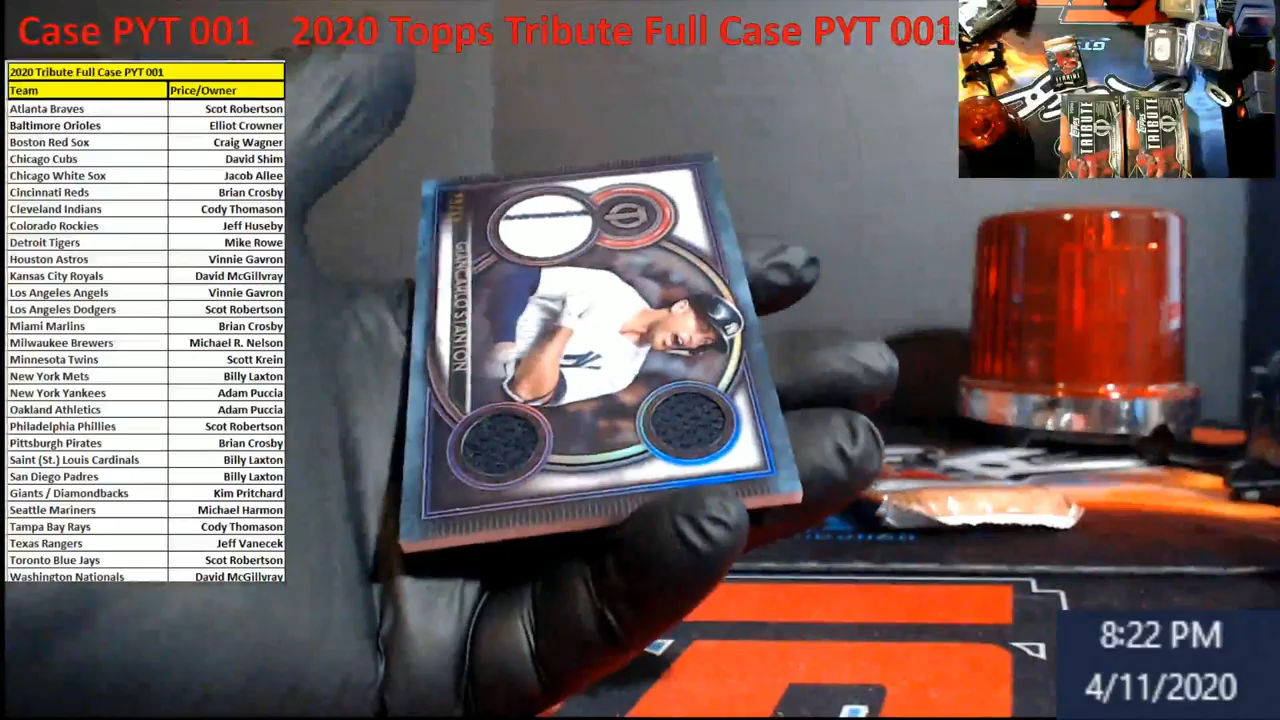 Case PYT 001 2020 Topps Tribute Full Case PYT 001
2020 Tribute Full Case PYT 001
Team Price/Owner
Atlanta Braves Scot Robertson
Baltimore Orioles Elliot Crowner
Boston Red Sox Craig Wagner
Chicago Cubs David Shim
Chicago White Sox Jacob Allee
Cincinnati Reds Brian Crosby
Cleveland Indians Cody Thomason
Colorado Rockies Jeff Huseby
Detroit Tigers Mike Rowe
Houston Astros Vinnie Gavron
Kansas City Royals David McGillvray
Los Angeles Angels Vinnie Gavron
Los Angeles Dodgers Scot Robertson
Miami Marlins Brian Crosby
Milwaukee Brewers Michael R. Nelson
Minnesota Twins Scott Krein
New York Mets Billy Laxton
New York Yankees Adam Puccia
Oakland Athletics Adam Puccia
Philadelphia Phillies Scot Robertson
Pittsburgh Pirates Brian Crosby
Saint (St.) Louis Cardinals Billy Laxton
San Diego Padres Billy Laxton
Giants / Diamondbacks Kim Pritchard
Seattle Mariners Michael Harmon
Tampa Bay Rays Cody Thomason
Texas Rangers Jeff Vanecek
Toronto Blue Jays Scot Robertson
Washington Nationals David McGillvray
GIANCARLO STANTON
TRIBUTE
TRIBUTE
8:22 PM
4/11/2020